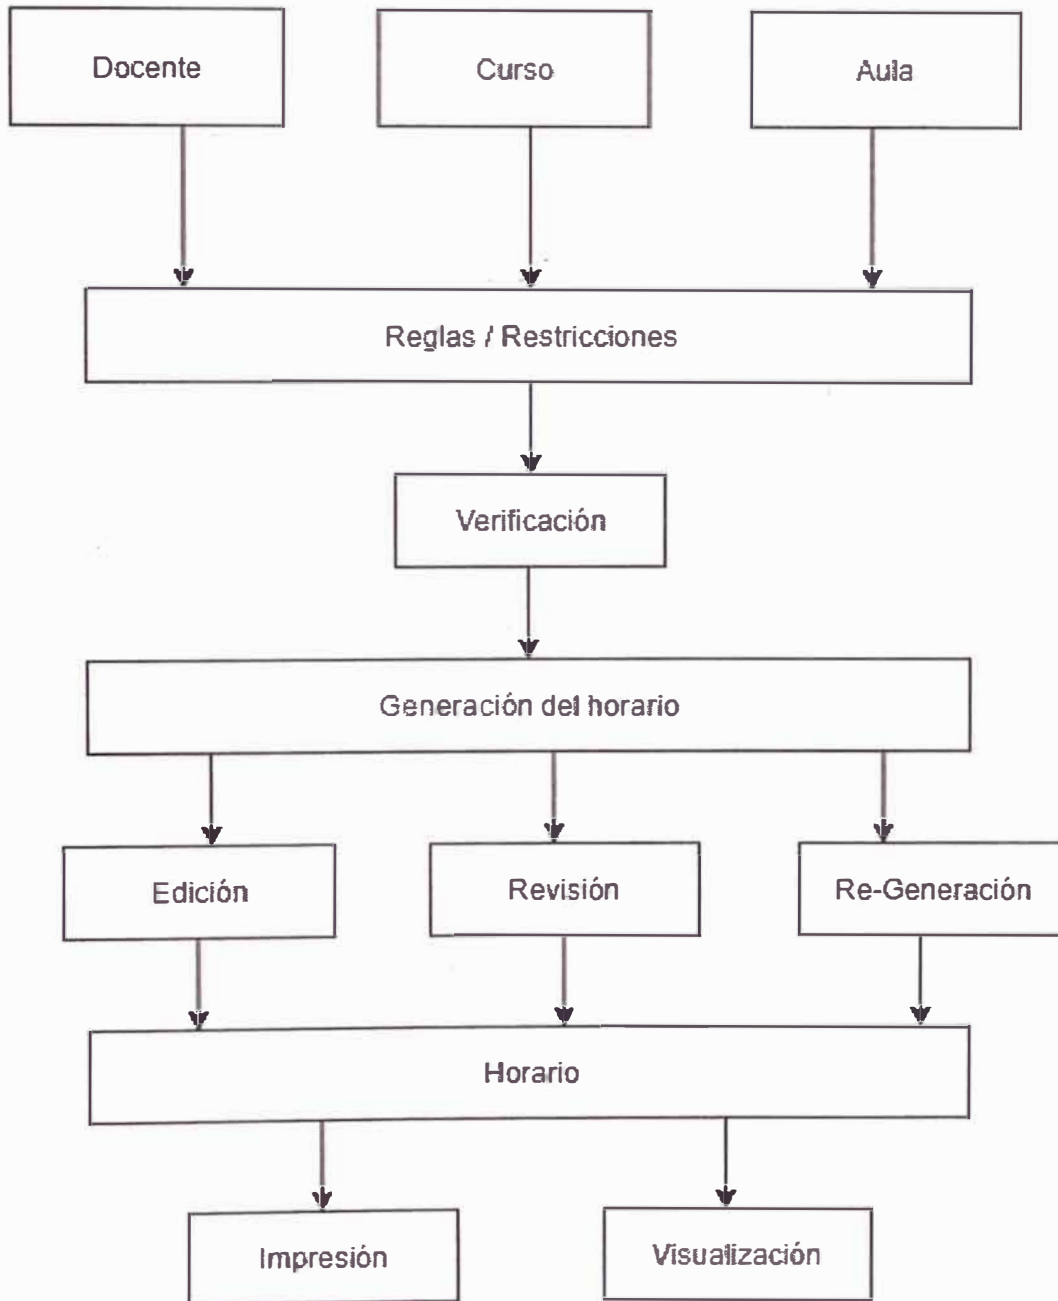 Docente
Curso
Aula
Reglas / Restricciones
Verificación
Generación del horario
Edición
Revisión
Re-Generación
Horario
Impresión
Visualización